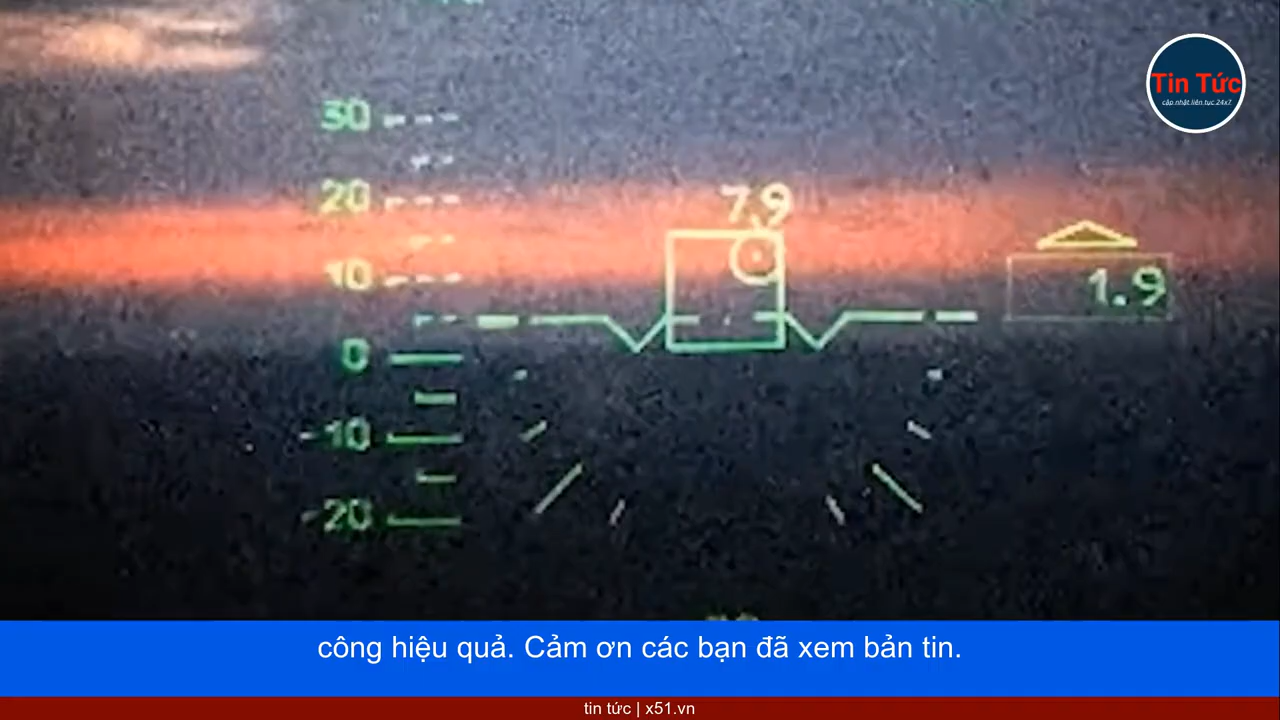 Tin Tức
cập.nhật.liên.tục.24x7
30
20
7.9
10
1.9
0
-10
-20
công hiệu quả. Cảm ơn các bạn đã xem bản tin.
tin tức | x51.vn